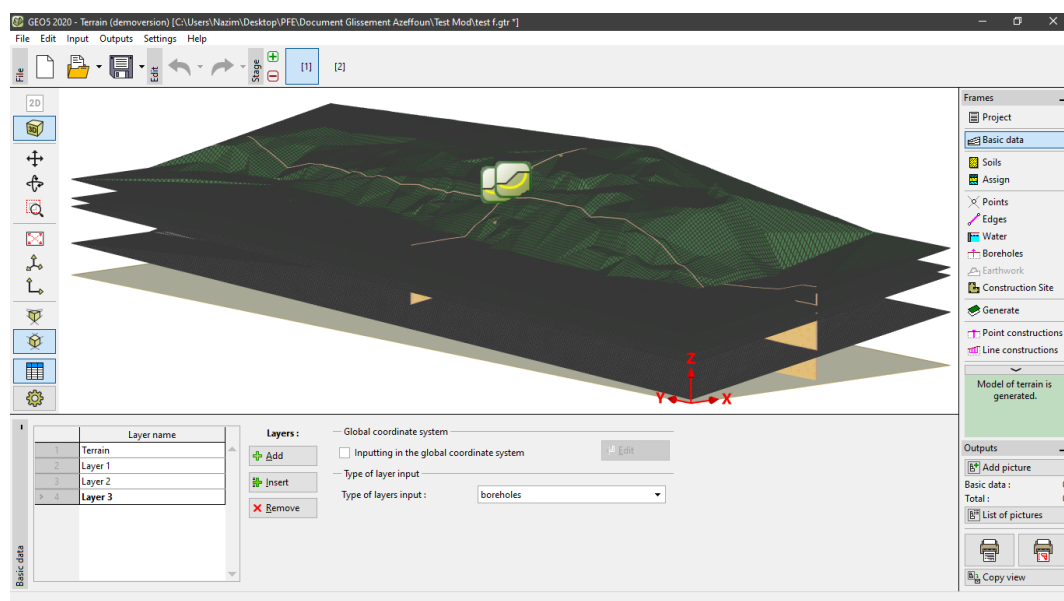 GEO5 2020 - Terrain (demoversion) [C:\Users\Nazim\Desktop\PFE\Document Glissement Azeffoun\Test Mod\test f.gtr *]
File Edit Input Outputs Settings Help
File
Edit
Stage
[1]
[2]
2D
3D
Z
Y
X
Frames
Project
Basic data
Soils
Assign
Points
Edges
Water
Boreholes
Earthwork
Construction Site
Generate
Point constructions
Line constructions
Model of terrain is
generated.
Outputs
Add picture
Basic data :
Total :
List of pictures
Copy view
Basic data
Layer name
1 Terrain
2 Layer 1
3 Layer 2
> 4 Layer 3
Layers :
Add
Insert
Remove
Global coordinate system
Inputting in the global coordinate system
Edit
Type of layer input
Type of layers input : boreholes